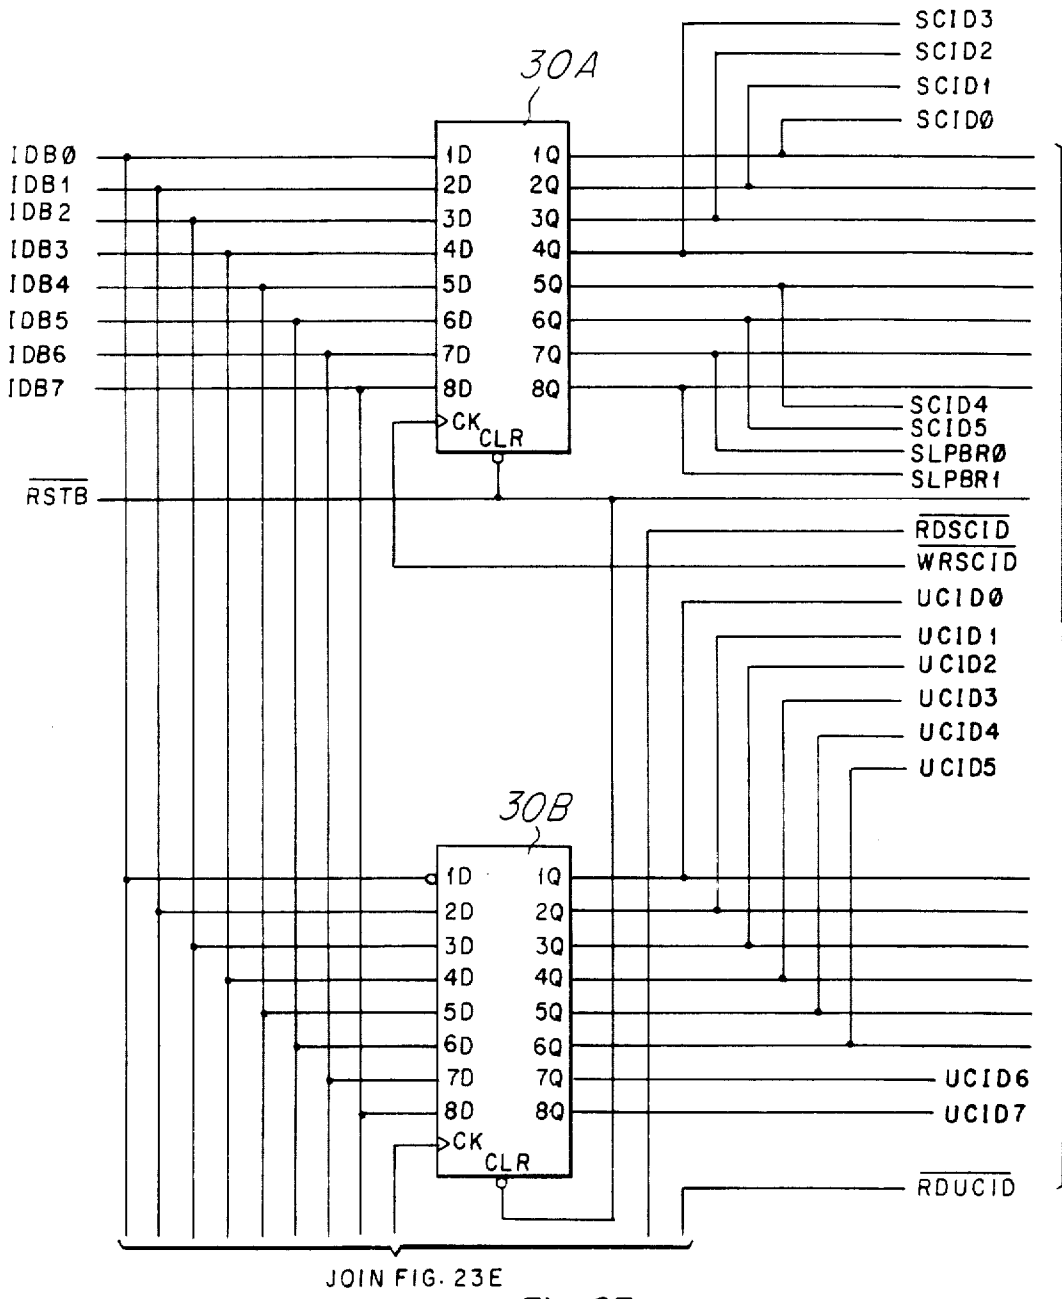 SCID3
SCID2
SCID1
SCIDØ
30A
IDBØ
IDB1
IDB2
IDB3
IDB4
IDB5
IDB6
IDB7
1D 1Q
2D 2Q
3D 3Q
4D 4Q
5D 5Q
6D 6Q
7D 7Q
8D 8Q
CK
CLR
SCID4
SCID5
SLPBRØ
SLPBR1
RSTB
RDSCID
WRSCID
UCIDØ
UCID1
UCID2
UCID3
UCID4
UCID5
30B
1D 1Q
2D 2Q
3D 3Q
4D 4Q
5D 5Q
6D 6Q
7D 7Q
8D 8Q
CK
CLR
UCID6
UCID7
RDUCID
JOIN FIG. 23E